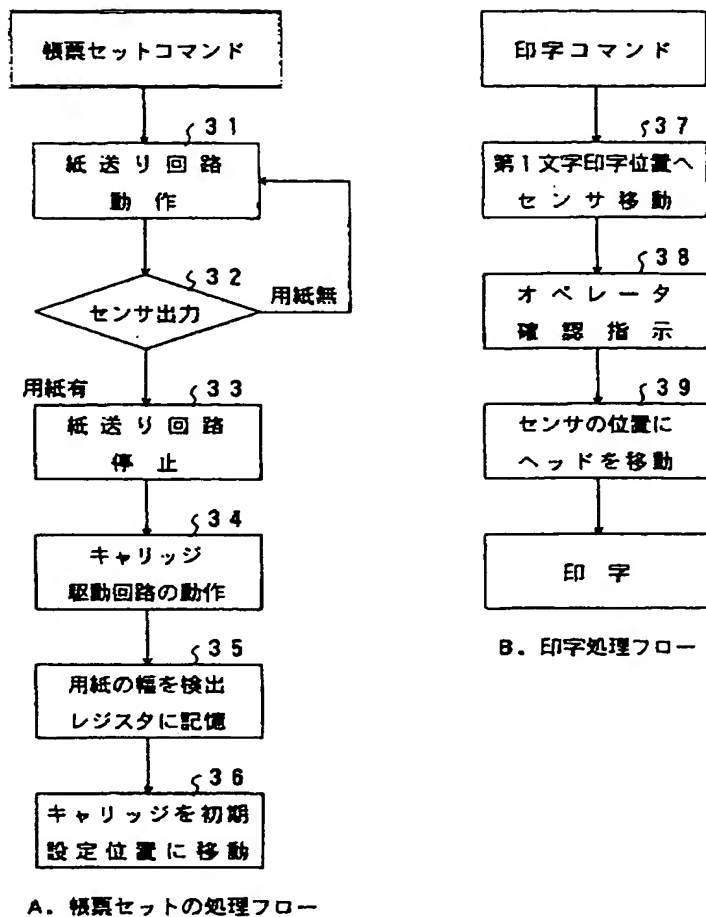 帳票セットコマンド
31
紙送り回路
動作
32
センサ出力
用紙無
用紙有
33
紙送り回路
停止
34
キャリッジ
駆動回路の動作
35
用紙の幅を検出
レジスタに記憶
36
キャリッジを初期
設定位置に移動
A．帳票セットの処理フロー
印字コマンド
37
第1文字印字位置へ
センサ移動
38
オペレータ
確認指示
39
センサの位置に
ヘッドを移動
印字
B．印字処理フロー